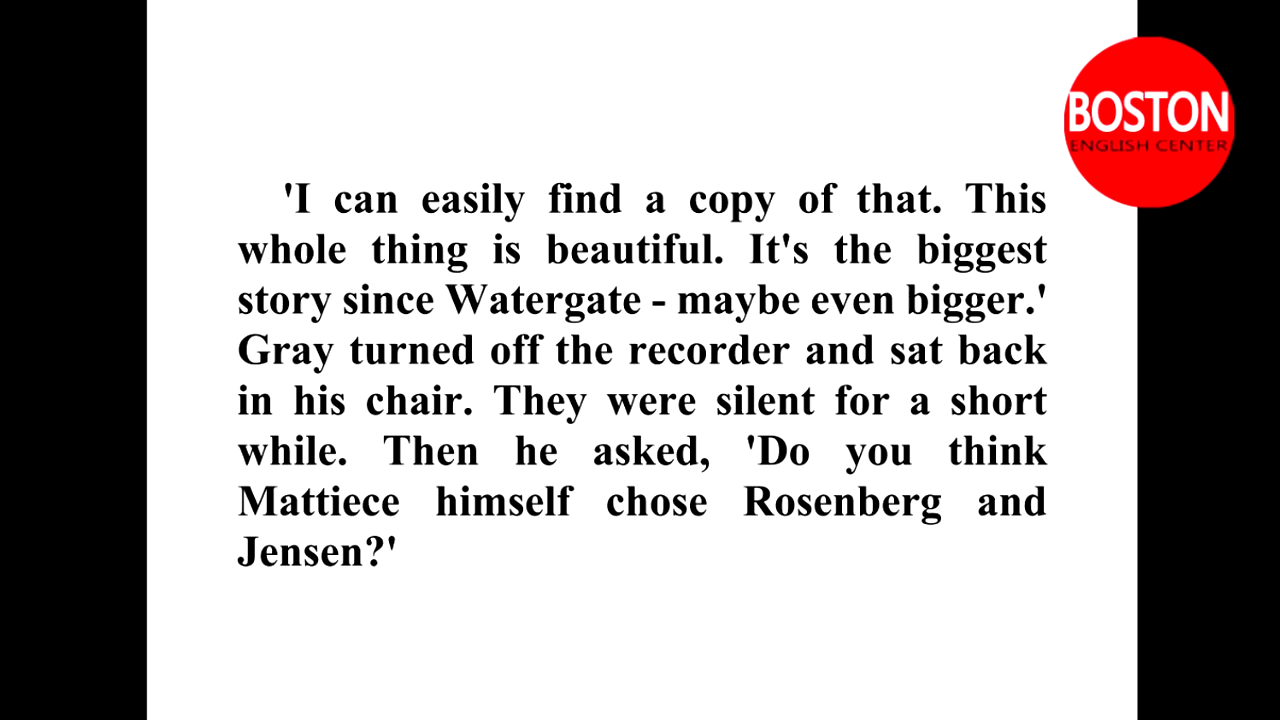 BOSTON
ENGLISH CENTER
'I can easily find a copy of that. This
whole thing is beautiful. It's the biggest
story since Watergate - maybe even bigger.'
Gray turned off the recorder and sat back
in his chair. They were silent for a short
while. Then he asked, 'Do you think
Mattiece himself chose Rosenberg and
Jensen?'